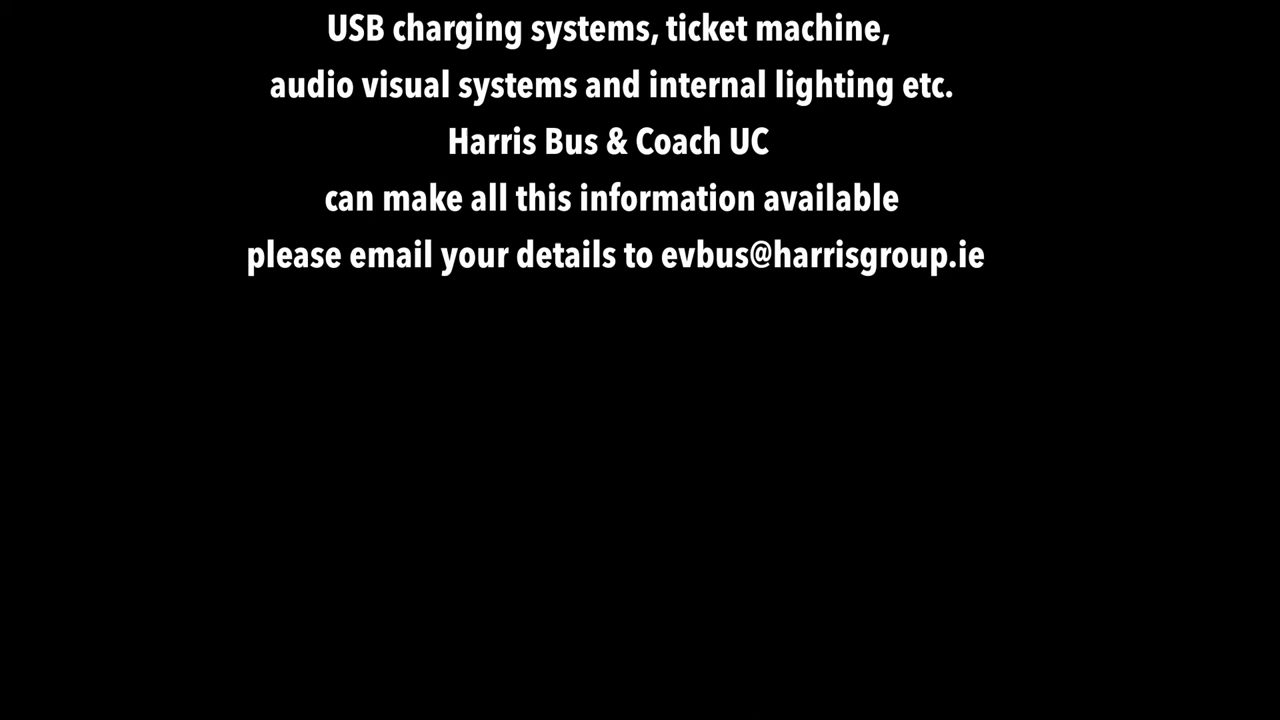 USB charging systems, ticket machine,
audio visual systems and internal lighting etc.
Harris Bus & Coach UC
can make all this information available
please email your details to evbus@harrisgroup.ie